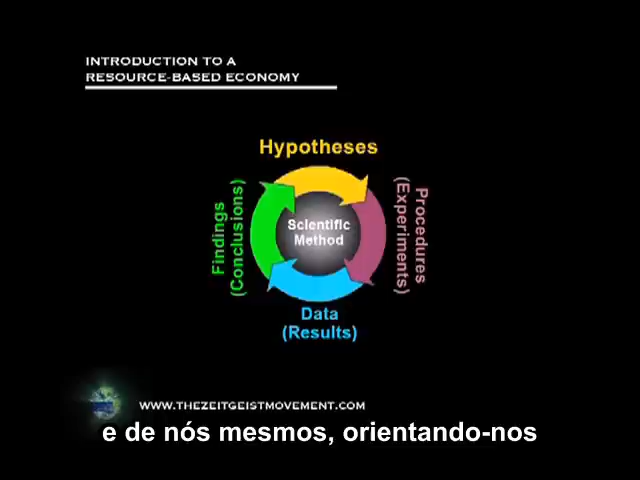 INTRODUCTION TO A
RESOURCE-BASED ECONOMY
Hypotheses
Procedures
(Experiments)
Scientific
Method
Findings
(Conclusions)
Data
(Results)
WWW.THEZEITGEISTMOVEMENT.COM
e de nós mesmos, orientando-nos